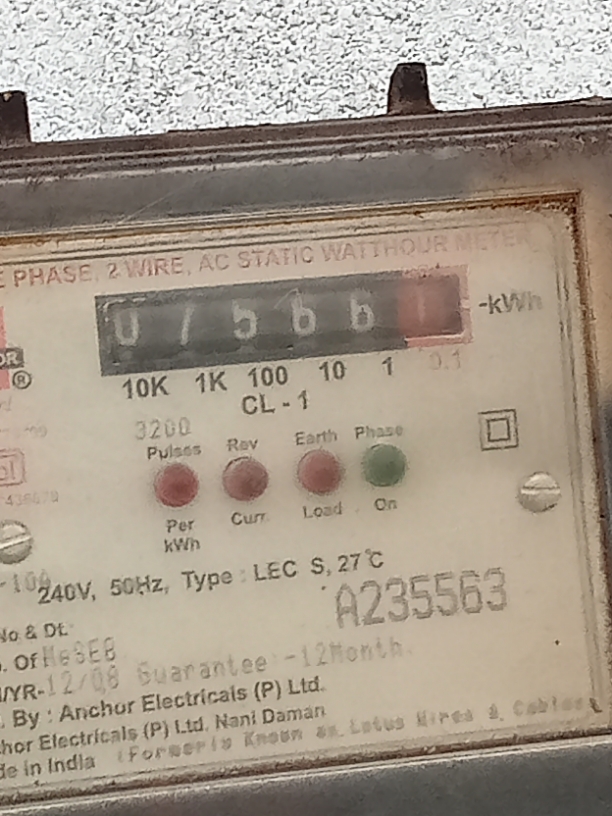 E PHASE, 2 WIRE, AC STATIC WATTHOUR METER
-kWh
10K 1K 100 10 1 0.1
CL - 1
3200
Pulses Rev Earth Phase
Per Curr. Load On
kWh
240V, 50Hz, Type : LEC S, 27°C
A235563
No & Dt.
. Of
/YR-12/08 Guarantee :-12Month.
. By : Anchor Electricals (P) Ltd.
hor Electricals (P) Ltd. Nani Daman
de in India (Formerly Known as Lotus Wires & Cables